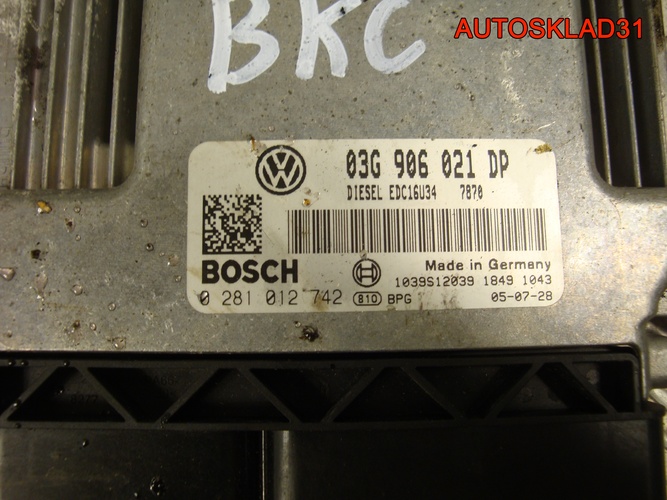 AUTOSKLAD31
BKC
03G 906 021 DP
DIESEL EDC16U34 7870 -
BOSCH
Made in Germany
1039S12039 1849 1043
0 281 012 742 810 BPG 05-07-28